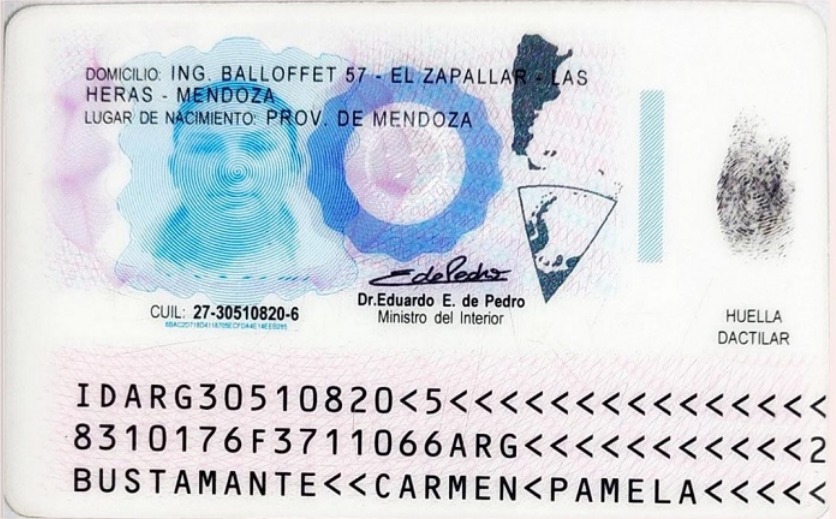 DOMICILIO: ING. BALLOFFET 57 - EL ZAPALLAR - LAS
HERAS - MENDOZA
LUGAR DE NACIMIENTO: PROV. DE MENDOZA
EdePedro
Dr.Eduardo E. de Pedro
Ministro del Interior
CUIL: 27-30510820-6
HUELLA
DACTILAR
IDARG30510820<5<<<<<<<<<<<<<<<
8310176F3711066ARG<<<<<<<<<<<2
BUSTAMANTE<<CARMEN<PAMELA<<<<<